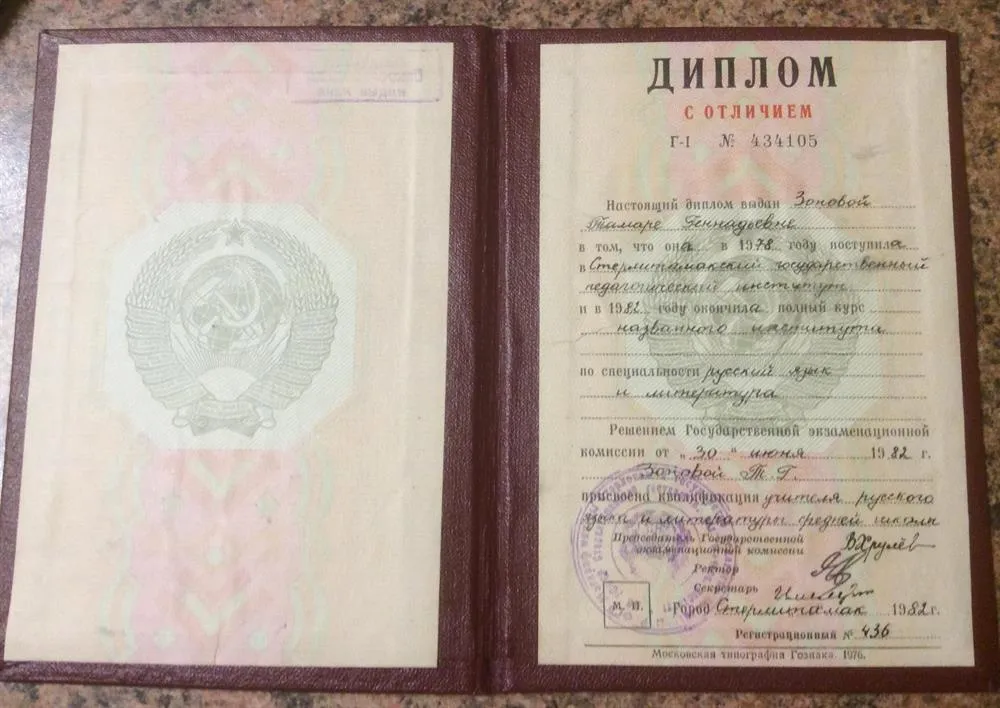 ДИПЛОМ
С ОТЛИЧИЕМ
Г-I № 434105
Настоящий диплом выдан Зоновой
Тамаре Геннадьевне
в том, что она в 1978 году поступила
в Стерлитамакский государственный
педагогический институт
и в 1982 году окончила полный курс
названного института
по специальности русский язык
и литература
Решением Государственной экзаменационной
комиссии от „30" июня 1982 г.
Зоновой Т. Г.
присвоена квалификация учителя русского
языка и литературы средней школы
Председатель Государственной
экзаменационной комиссии
Ректор
Секретарь
М. П. Город Стерлитамак 1982 г.
Регистрационный № 436
Московская типография Гознака. 1976.